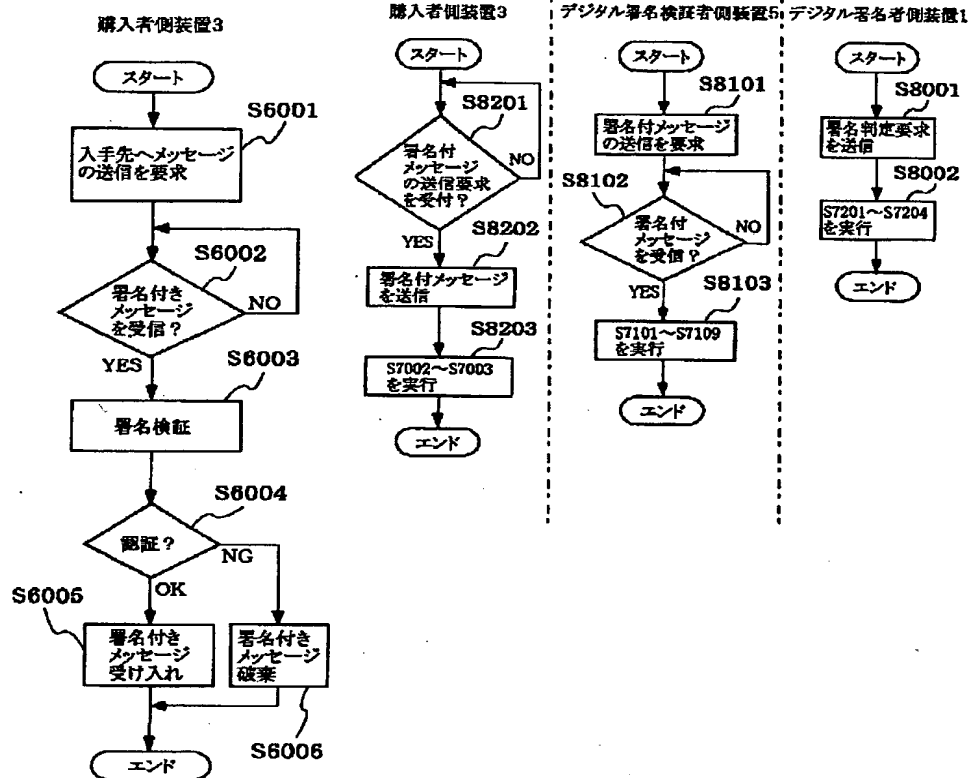 購入者側装置3
スタート
S6001
入手先へメッセージ
の送信を要求
S6002
署名付き
メッセージ
を受信？
NO
YES
S6003
署名検証
S6004
認証？
NG
OK
S6005
署名付き
メッセージ
受け入れ
署名付き
メッセージ
破棄
S6006
エンド
購入者側装置3
スタート
S8201
署名付
メッセージ
の送信要求
を受付？
NO
YES
S8202
署名付メッセージ
を送信
S8203
S7002～S7003
を実行
エンド
デジタル署名検証者側装置5
スタート
S8101
署名付メッセージ
の送信を要求
S8102
署名付
メッセージ
を受信？
NO
YES
S8103
S7101～S7109
を実行
エンド
デジタル署名者側装置1
スタート
S8001
署名判定要求
を送信
S8002
S7201～S7204
を実行
エンド